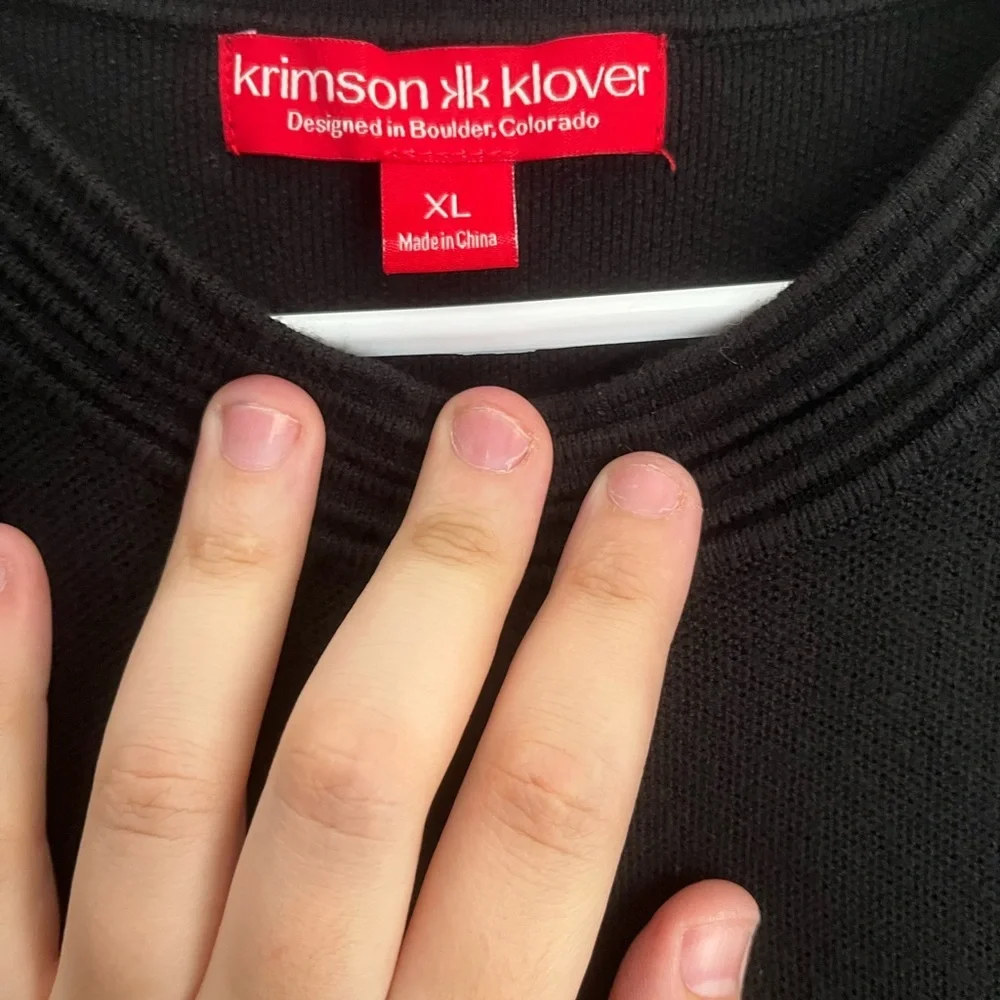 krimson kk klover
Designed in Boulder, Colorado
XL
Made in China